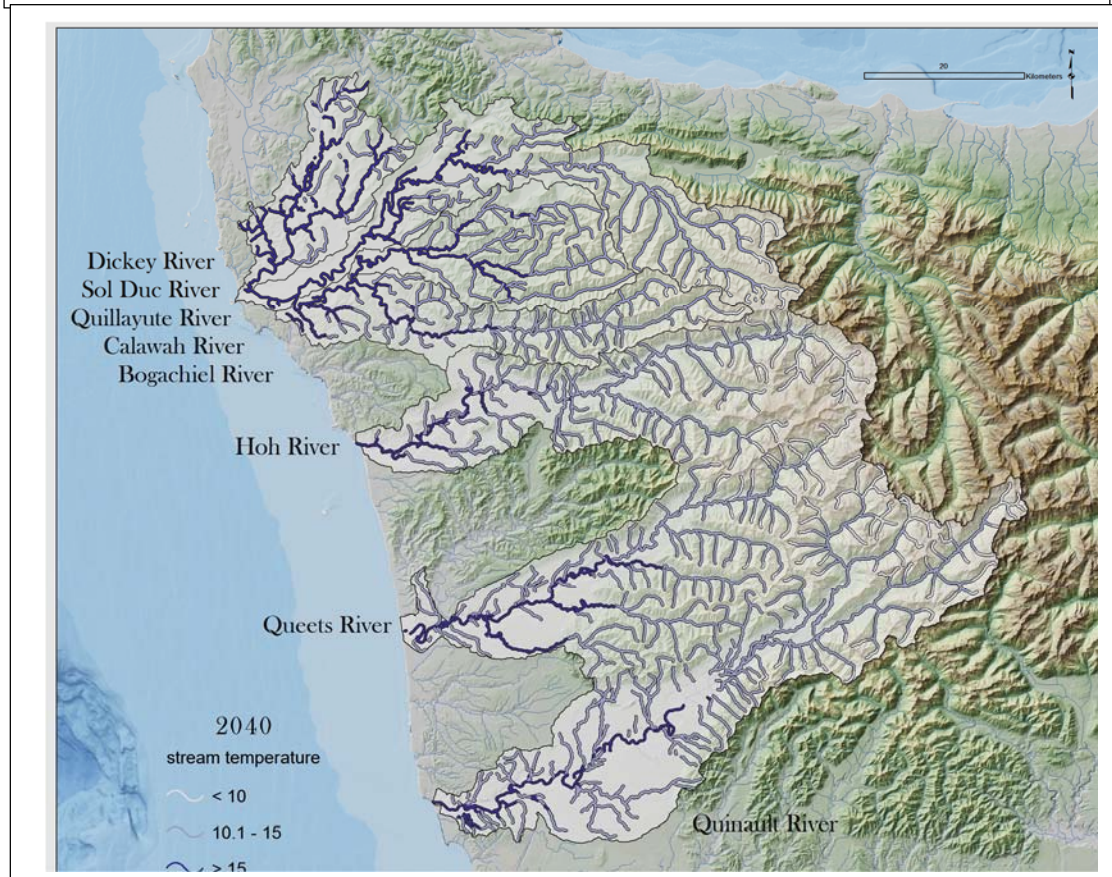 N
20
Kilometers
Dickey River
Sol Duc River
Quillayute River
Calawah River
Bogachiel River
Hoh River
Queets River
2040
stream temperature
< 10
10.1 - 15
> 15
Quinault River